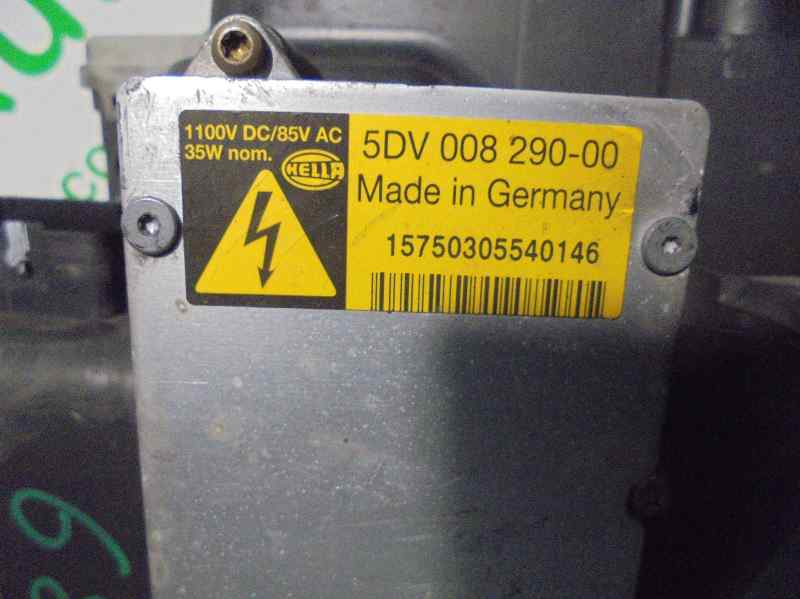 1100V DC/85V AC
35W nom.
HELLA
5DV 008 290-00
Made in Germany
15750305540146